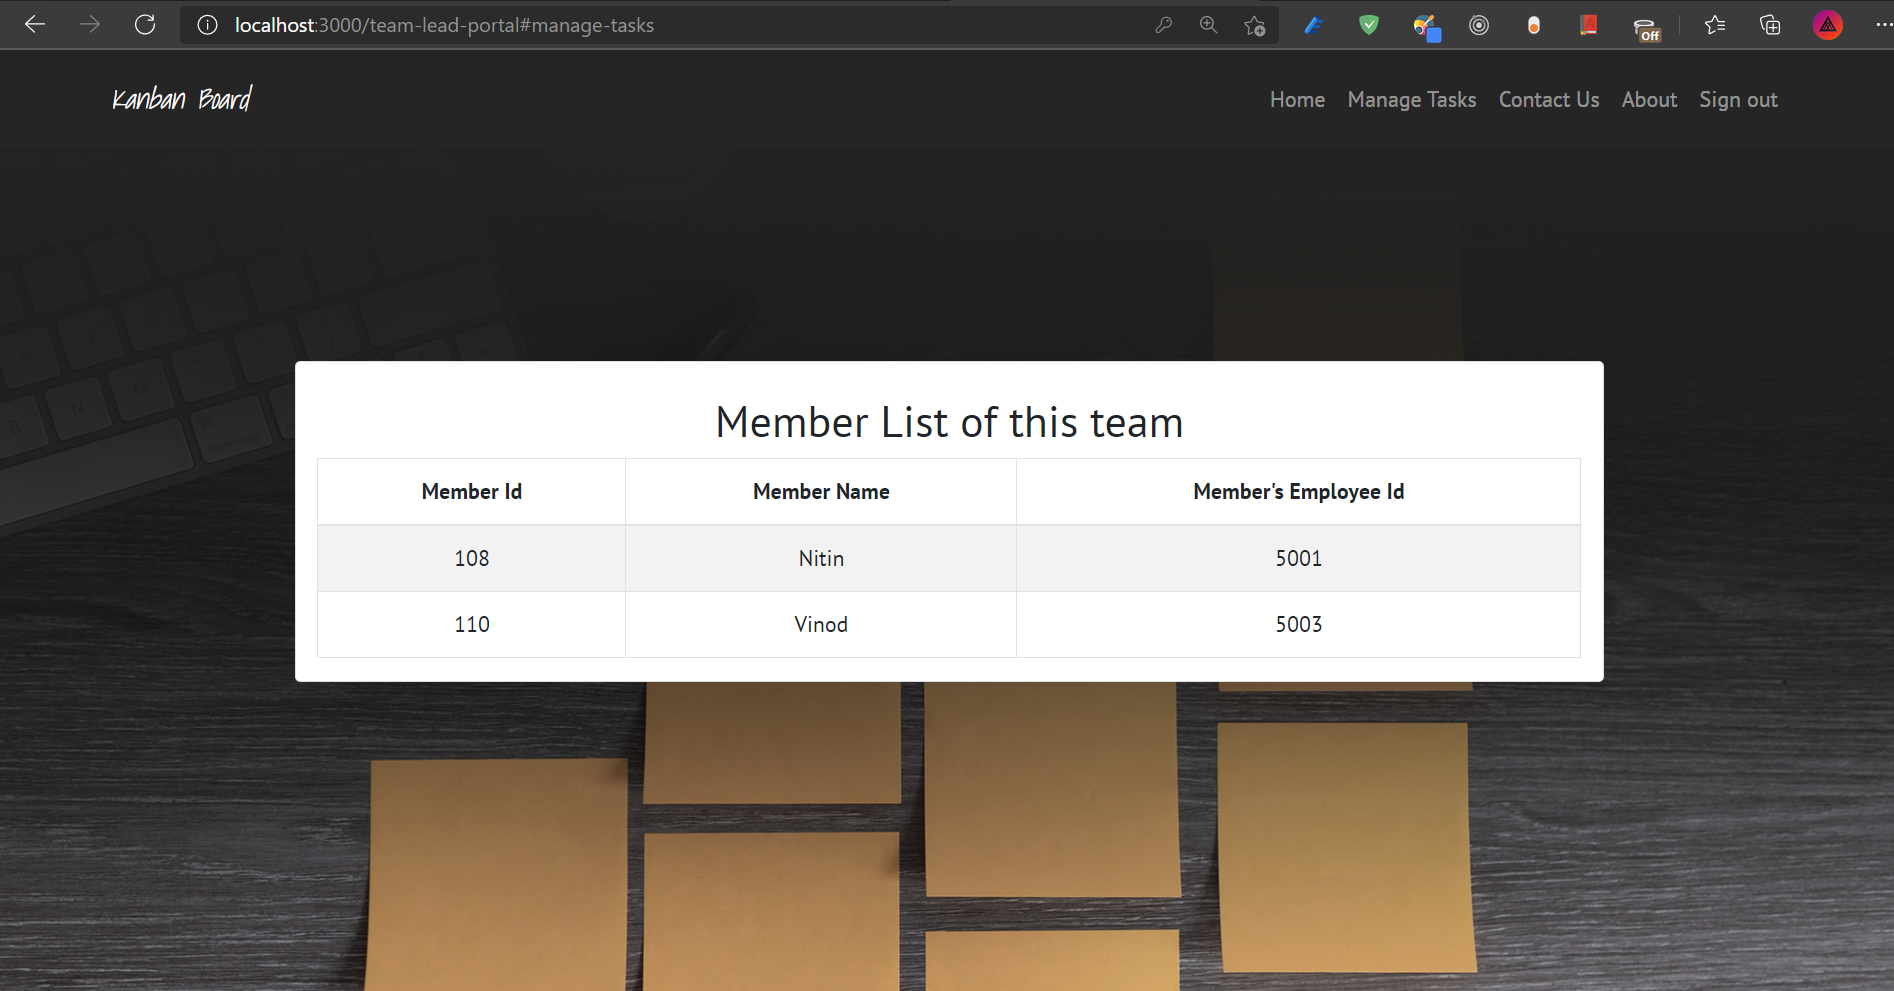 localhost:3000/team-lead-portal#manage-tasks
Off
Kanban Board
Home Manage Tasks Contact Us About Sign out
Member List of this team
Member Id Member Name Member's Employee Id
108 Nitin 5001
110 Vinod 5003